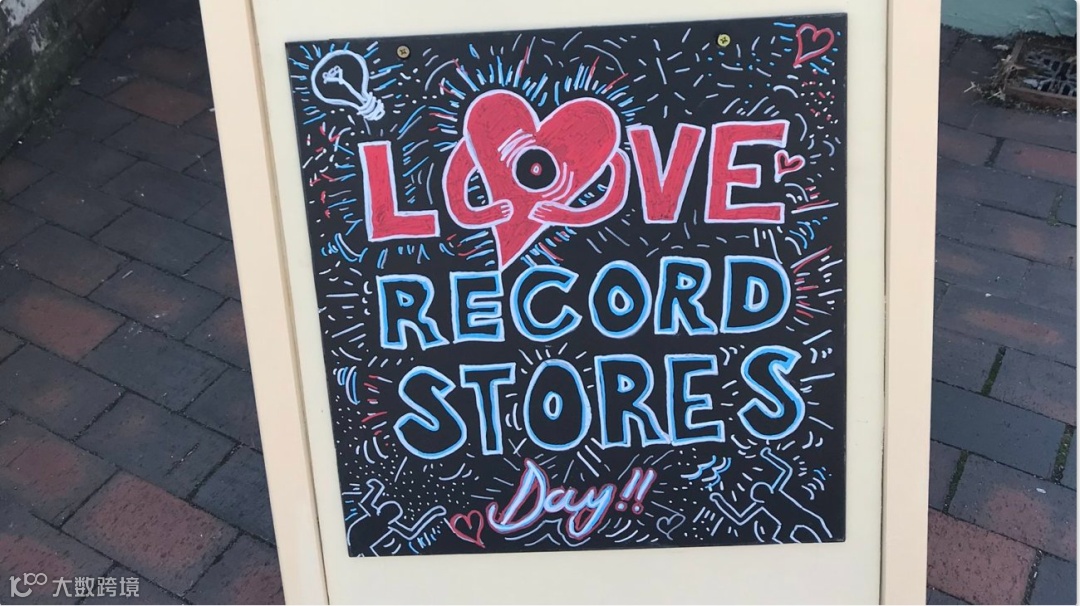 LOVE
RECORD
STORES
Day!!
大数跨境